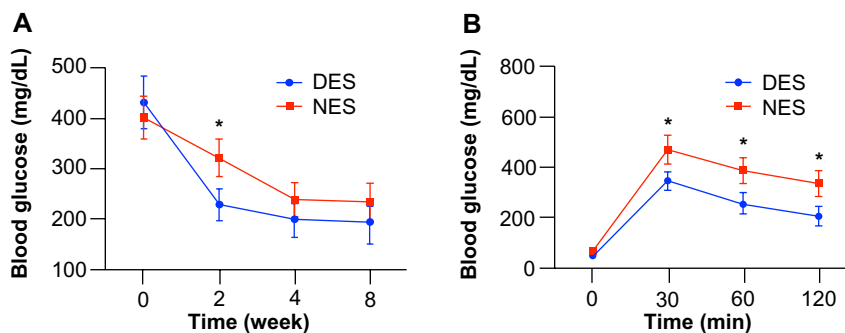 A
Blood glucose (mg/dL)
500
400
300
200
100
DES
NES
*
0
2
4
8
Time (week)
B
Blood glucose (mg/dL)
800
600
400
200
0
DES
NES
*
*
*
0
30
60
120
Time (min)